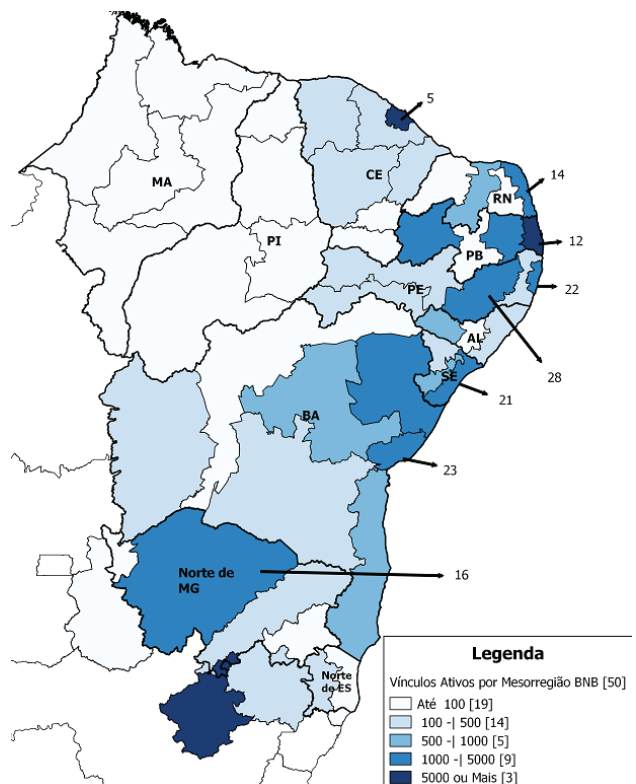 5
CE
MA
14
RN
PI
12
PB
PE
22
AL
28
SE
21
BA
23
Norte de
MG
16
Norte
de ES
Legenda
Vínculos Ativos por Mesorregião BNB [50]
Até 100 [19]
100 -| 500 [14]
500 -| 1000 [5]
1000 -| 5000 [9]
5000 ou Mais [3]